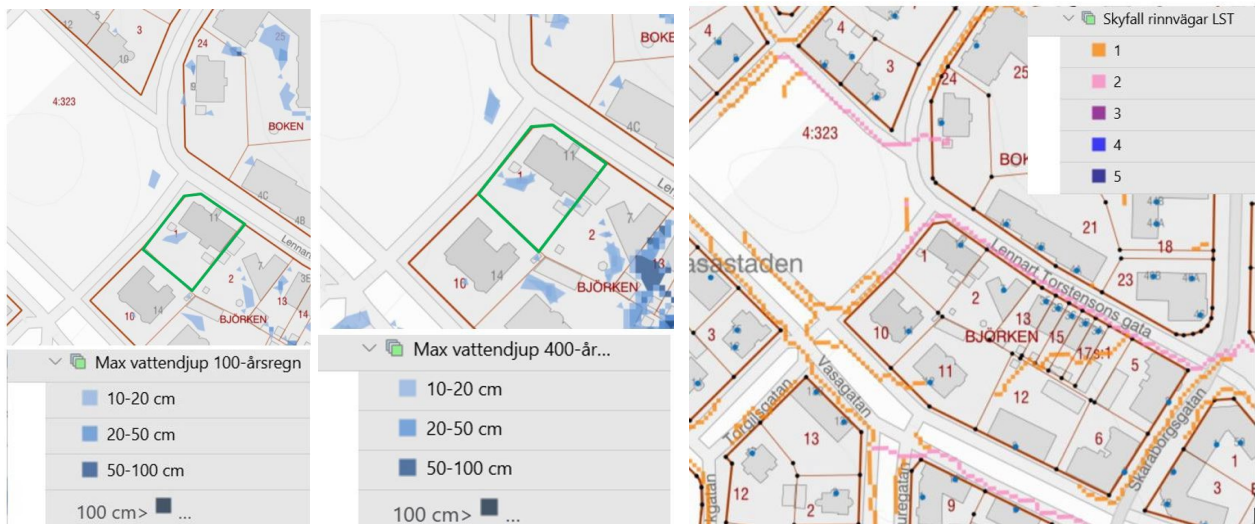 12
5
3
10
24
25
9
4:323
BOKEN
4C
4B
11
1
Lennart
7
2
3E
13
14
10
14
BJÖRKEN
Max vattendjup 100-årsregn
10-20 cm
20-50 cm
50-100 cm
100 cm> ...
BOKE
4C
11
1
Len
7
2
13
10
14
BJÖRKEN
Max vattendjup 400-år...
10-20 cm
20-50 cm
50-100 cm
100 cm> ...
Skyfall rinnvägar LST
1
2
3
4
5
4
4
3
24
25
4:323
BOK
21
18
23
asastaden
Lennart Torstensons gata
1
2
10
13
BJÖRKEN
15
17s:1
5
3
11
12
Vasagatan
6
Torgilsgatan
13
Skaraborgsgatan
1
3
12
2
9
kgatan
uregatan